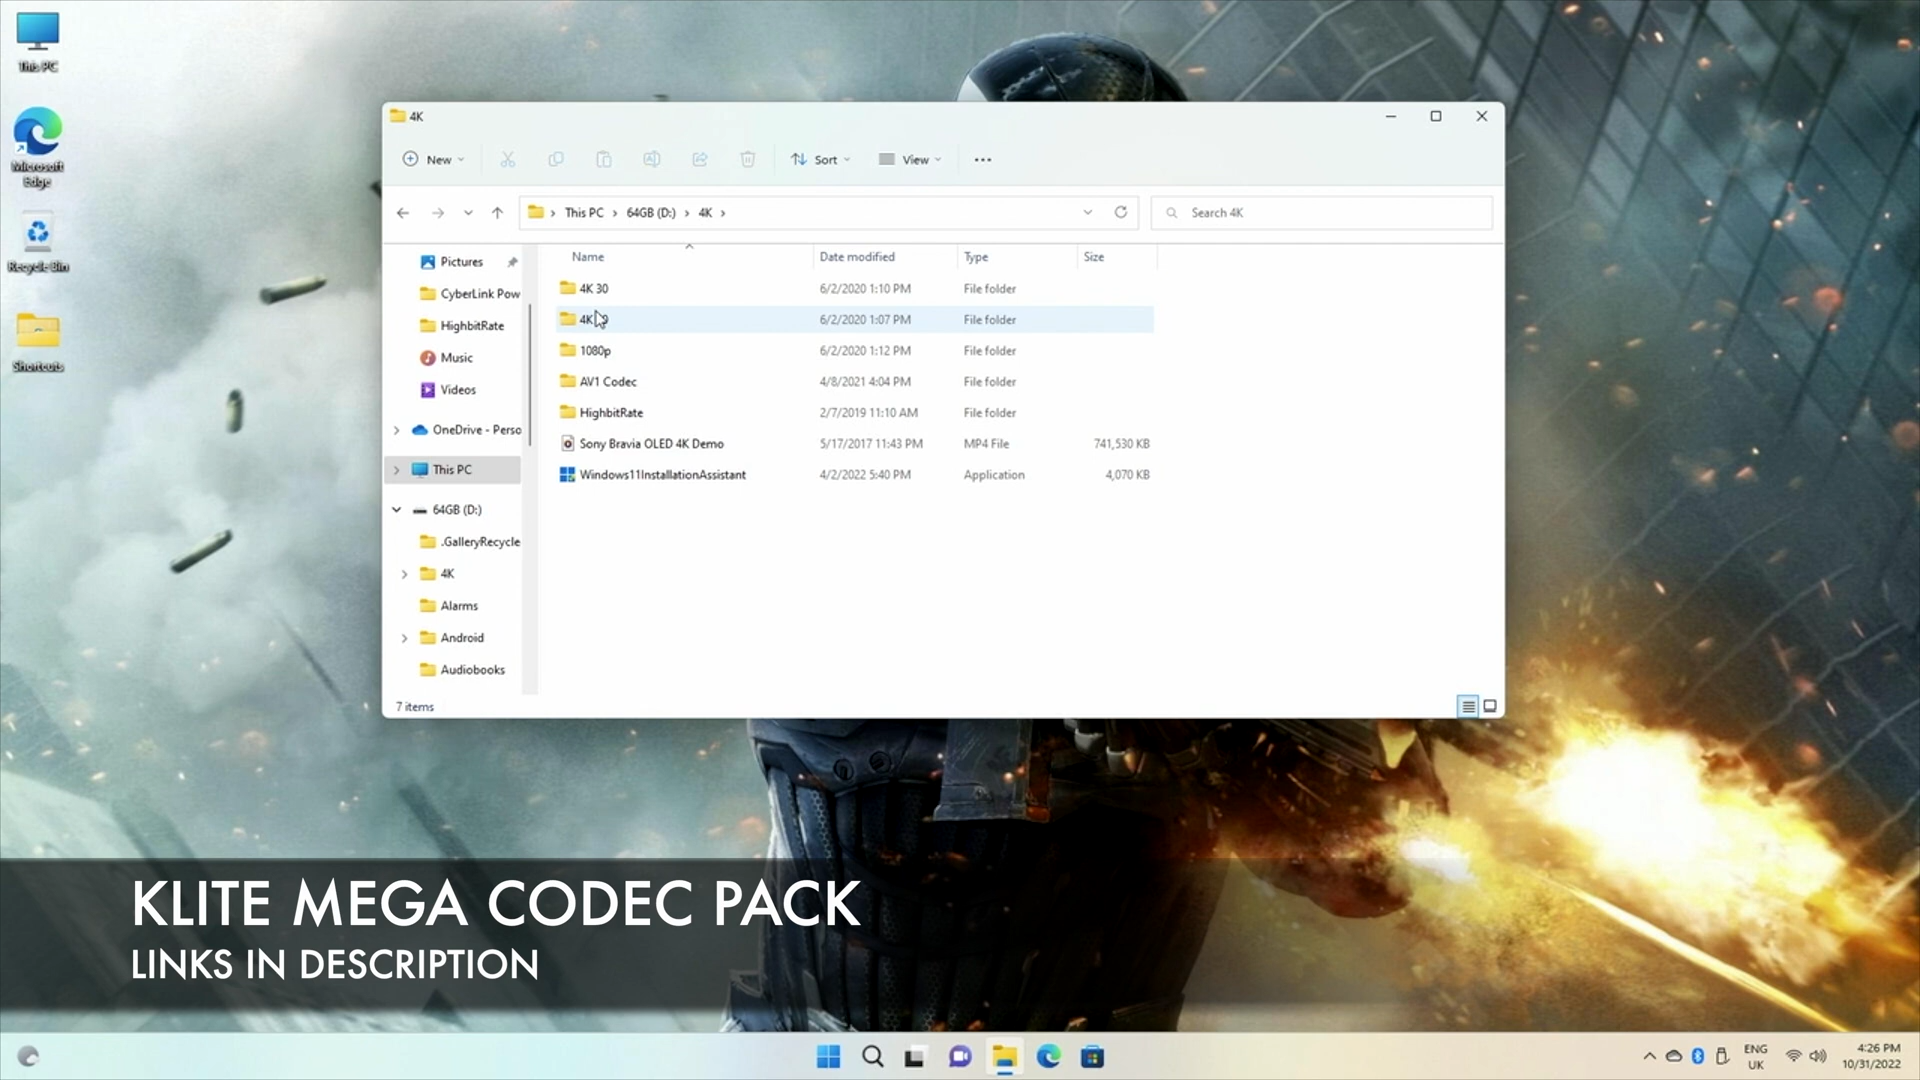 This PC
Microsoft
Edge
Recycle Bin
Shortcuts
4K
New
Sort
View
This PC
64GB (D:)
4K
Search 4K
Pictures
CyberLink Pow
HighbitRate
Music
Videos
OneDrive - Perso
This PC
64GB (D:)
.GalleryRecycle
4K
Alarms
Android
Audiobooks
Name Date modified Type Size
4K 30 6/2/2020 1:10 PM File folder
4K 6/2/2020 1:07 PM File folder
1080p 6/2/2020 1:12 PM File folder
AV1 Codec 4/8/2021 4:04 PM File folder
HighbitRate 2/7/2019 11:10 AM File folder
Sony Bravia OLED 4K Demo 5/17/2017 11:43 PM MP4 File 741,530 KB
Windows11InstallationAssistant 4/2/2022 5:40 PM Application 4,070 KB
7 items
KLITE MEGA CODEC PACK
LINKS IN DESCRIPTION
ENG
UK
4:26 PM
10/31/2022